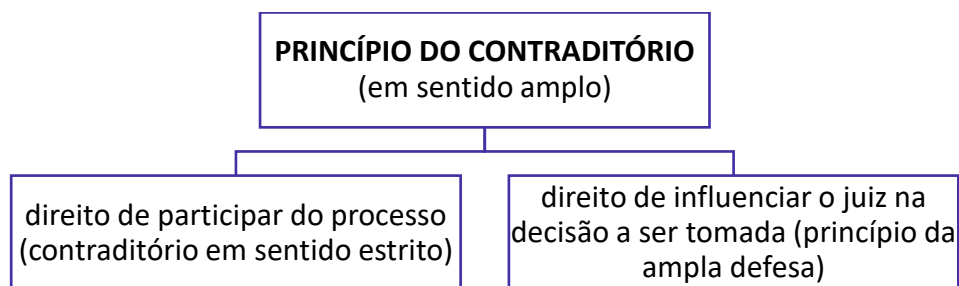 PRINCÍPIO DO CONTRADITÓRIO
(em sentido amplo)
direito de participar do processo
(contraditório em sentido estrito)
direito de influenciar o juiz na
decisão a ser tomada (princípio da
ampla defesa)